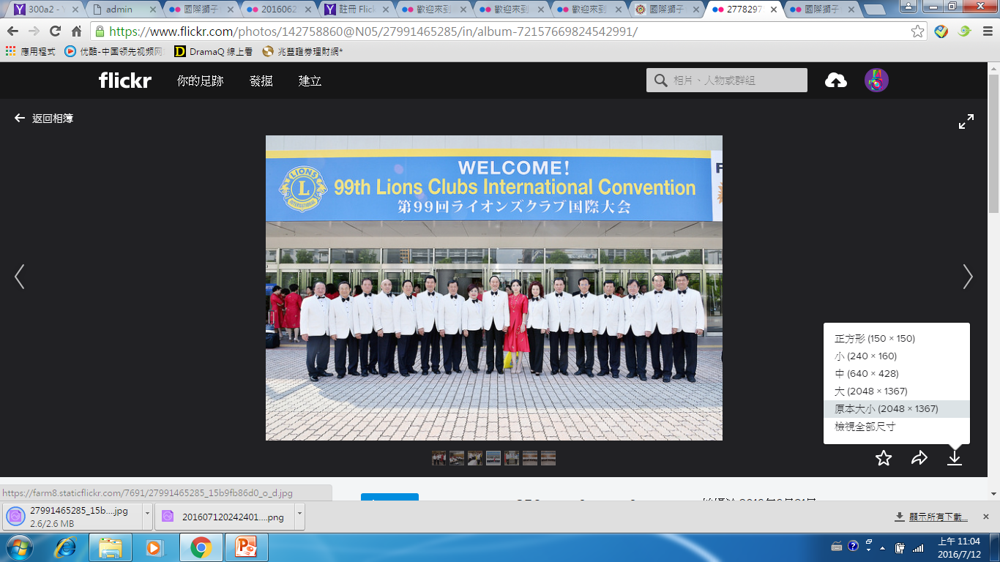 300a2 - Y
admin
國際獅子
2016062
註冊 Flick
歡迎來到
歡迎來到
歡迎來到
國際獅子
2778297
國際獅子
https://www.flickr.com/photos/142758860@N05/27991465285/in/album-72157669824542991/
應用程式
优酷-中国领先视频网
DramaQ 線上看
兆豐證券理財網*
flickr
你的足跡
發掘
建立
相片、人物或群組
返回相簿
WELCOME!
LIONS
L
INTERNATIONAL
99th Lions Clubs International Convention
第99回ライオンズクラブ国際大会
F
正方形 (150 × 150)
小 (240 × 160)
中 (640 × 428)
大 (2048 × 1367)
原本大小 (2048 × 1367)
檢視全部尺寸
https://farm8.staticflickr.com/7691/27991465285_15b9fb86d0_o_d.jpg
27991465285_15b....jpg
2.6/2.6 MB
201607120242401....png
顯示所有下載...
上午 11:04
2016/7/12